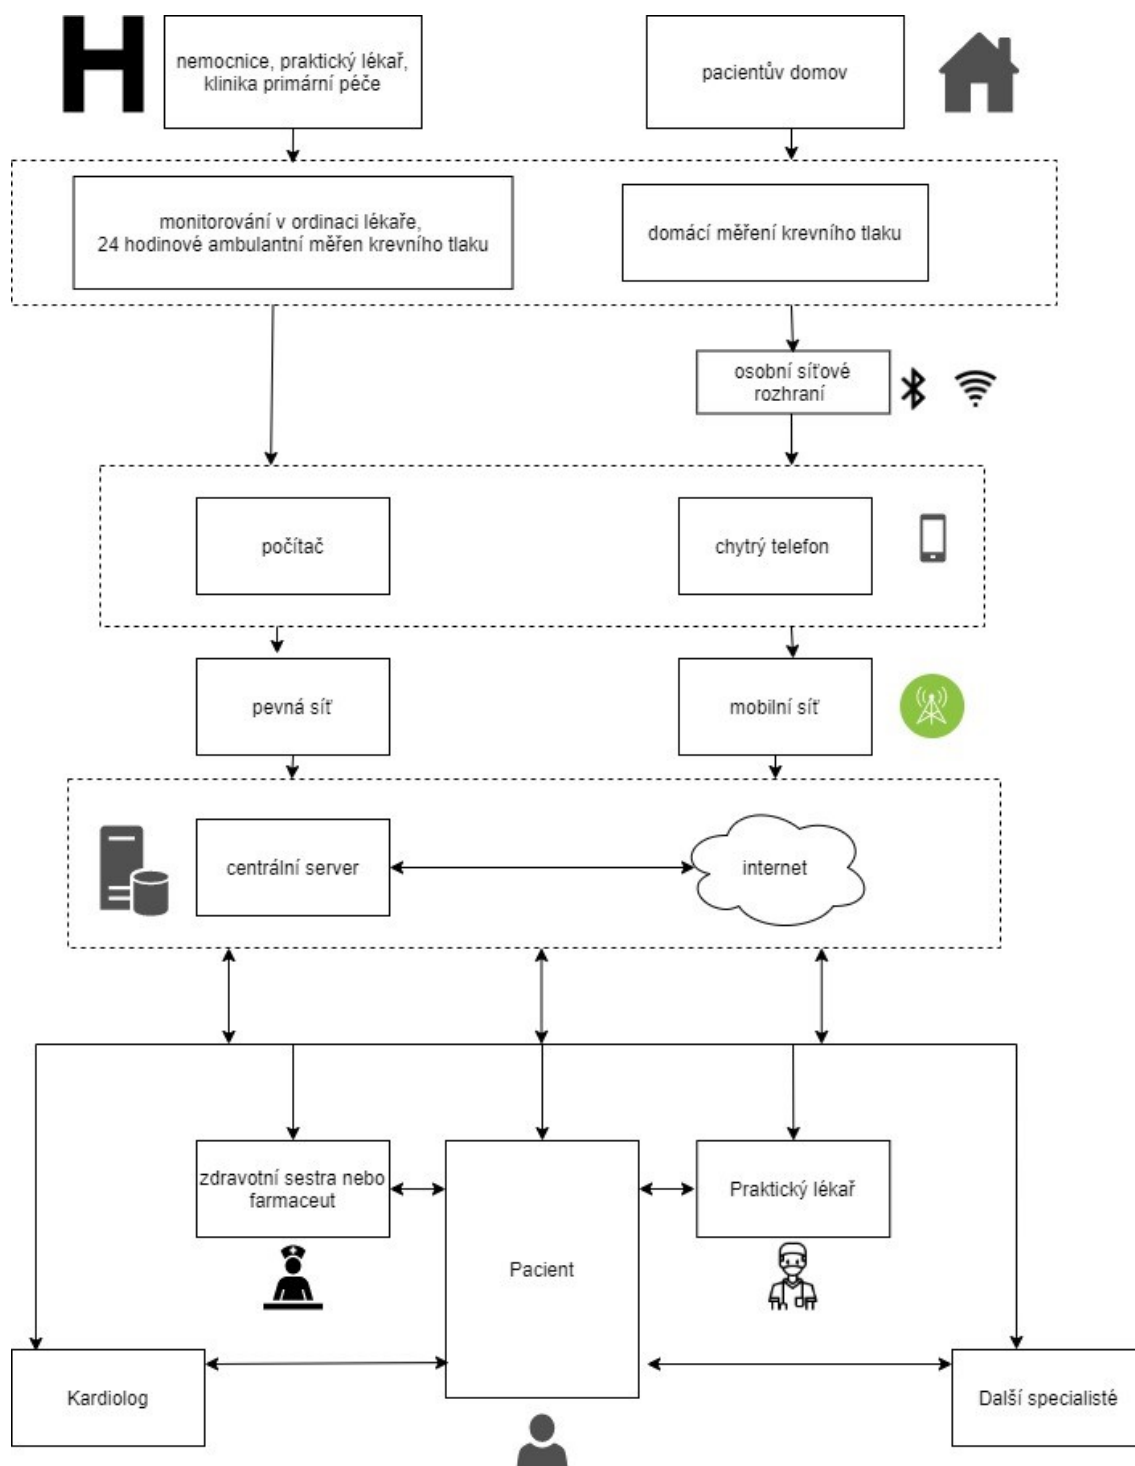 nemocnice, praktický lékař,
klinika primární péče
pacientův domov
monitorování v ordinaci lékaře,
24 hodinové ambulantní měřen krevního tlaku
domácí měření krevního tlaku
osobní síťové
rozhraní
počítač
chytrý telefon
pevná síť
mobilní síť
centrální server
internet
zdravotní sestra nebo
farmaceut
Praktický lékař
Pacient
Kardiolog
Další specialisté